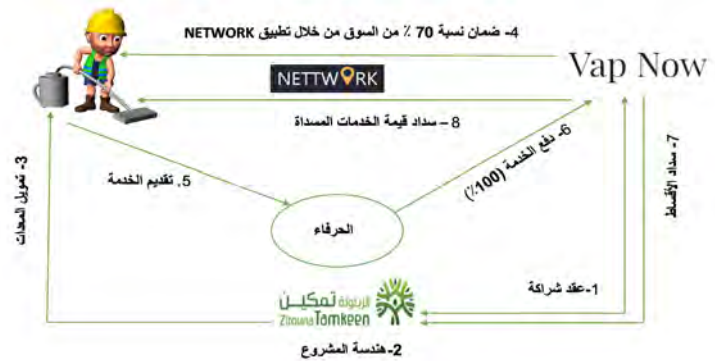 4- ضمان نسبة 70 ٪ من السوق من خلال تطبيق NETWORK
Vap Now
NETTWORK
8 – سداد قيمة الخدمات المسداة
6- دفع الخدمة (100٪)
7- سداد الأقساط
3- تمويل المعدات
5. تقديم الخدمة
الحرفاء
1-عقد شراكة
الزيتونة تمكين
Zitouna Tamkeen
2-هندسة المشروع